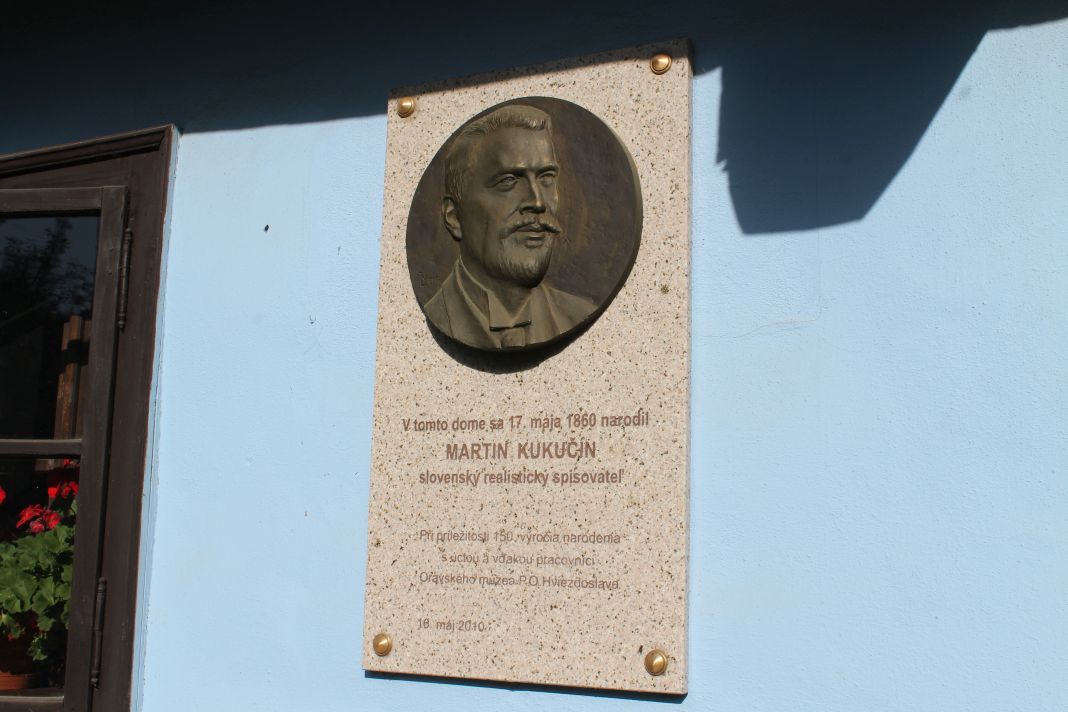 V tomto dome sa 17. mája 1860 narodil
MARTIN KUKUČÍN
slovenský realistický spisovateľ
Pri príležitosti 150. výročia narodenia
s úctou a vďakou pracovníci
Oravského múzea P.O.Hviezdoslava
16. máj 2010